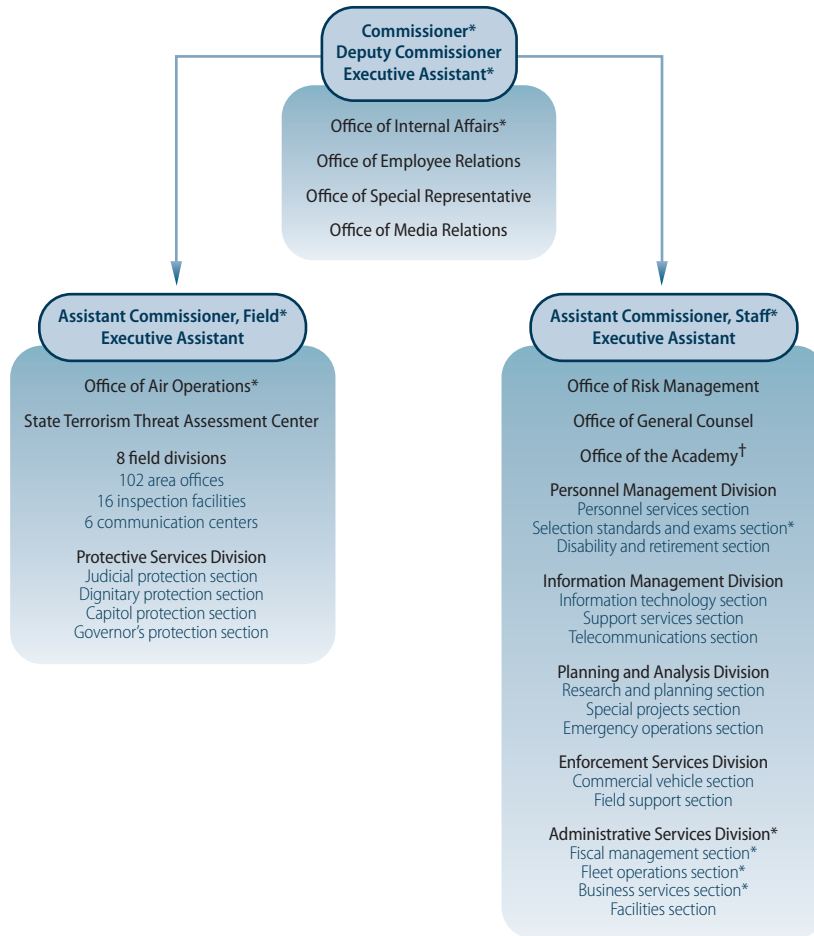 Commissioner*
Deputy Commissioner
Executive Assistant*
Office of Internal Affairs*
Office of Employee Relations
Office of Special Representative
Office of Media Relations
Assistant Commissioner, Field*
Executive Assistant
Office of Air Operations*
State Terrorism Threat Assessment Center
8 field divisions
102 area offices
16 inspection facilities
6 communication centers
Protective Services Division
Judicial protection section
Dignitary protection section
Capitol protection section
Governor’s protection section
Assistant Commissioner, Staff*
Executive Assistant
Office of Risk Management
Office of General Counsel
Office of the Academy†
Personnel Management Division
Personnel services section
Selection standards and exams section*
Disability and retirement section
Information Management Division
Information technology section
Support services section
Telecommunications section
Planning and Analysis Division
Research and planning section
Special projects section
Emergency operations section
Enforcement Services Division
Commercial vehicle section
Field support section
Administrative Services Division*
Fiscal management section*
Fleet operations section*
Business services section*
Facilities section